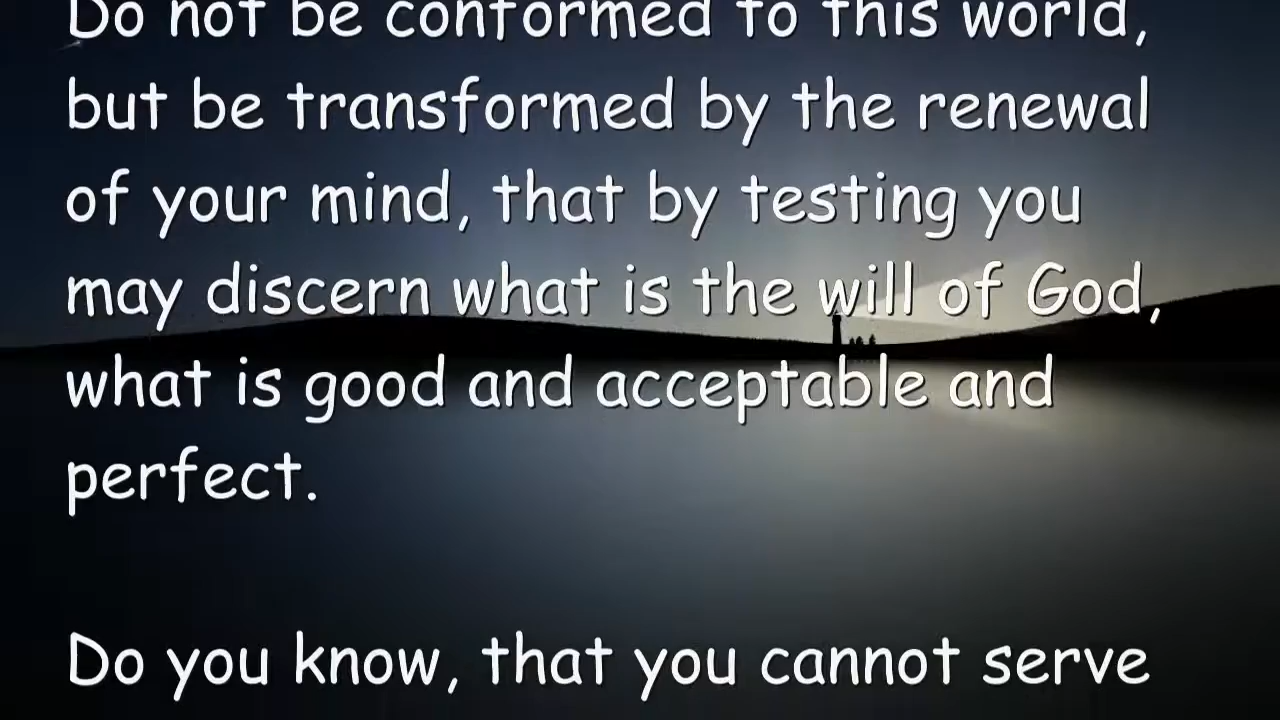 Do not be conformed to this world,
but be transformed by the renewal
of your mind, that by testing you
may discern what is the will of God,
what is good and acceptable and
perfect.
Do you know, that you cannot serve